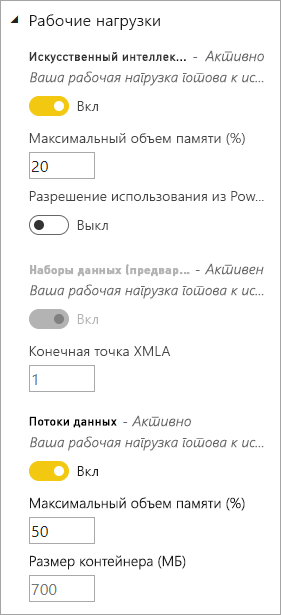 Рабочие нагрузки
Искусственный интеллек... - Активно
Ваша рабочая нагрузка готова к ис...
Вкл
Максимальный объем памяти (%)
20
Разрешение использования из Pow...
Выкл
Наборы данных (предвар... - Активен
Ваша рабочая нагрузка готова к ис...
Вкл
Конечная точка XMLA
1
Потоки данных - Активно
Ваша рабочая нагрузка готова к ис...
Вкл
Максимальный объем памяти (%)
50
Размер контейнера (МБ)
700